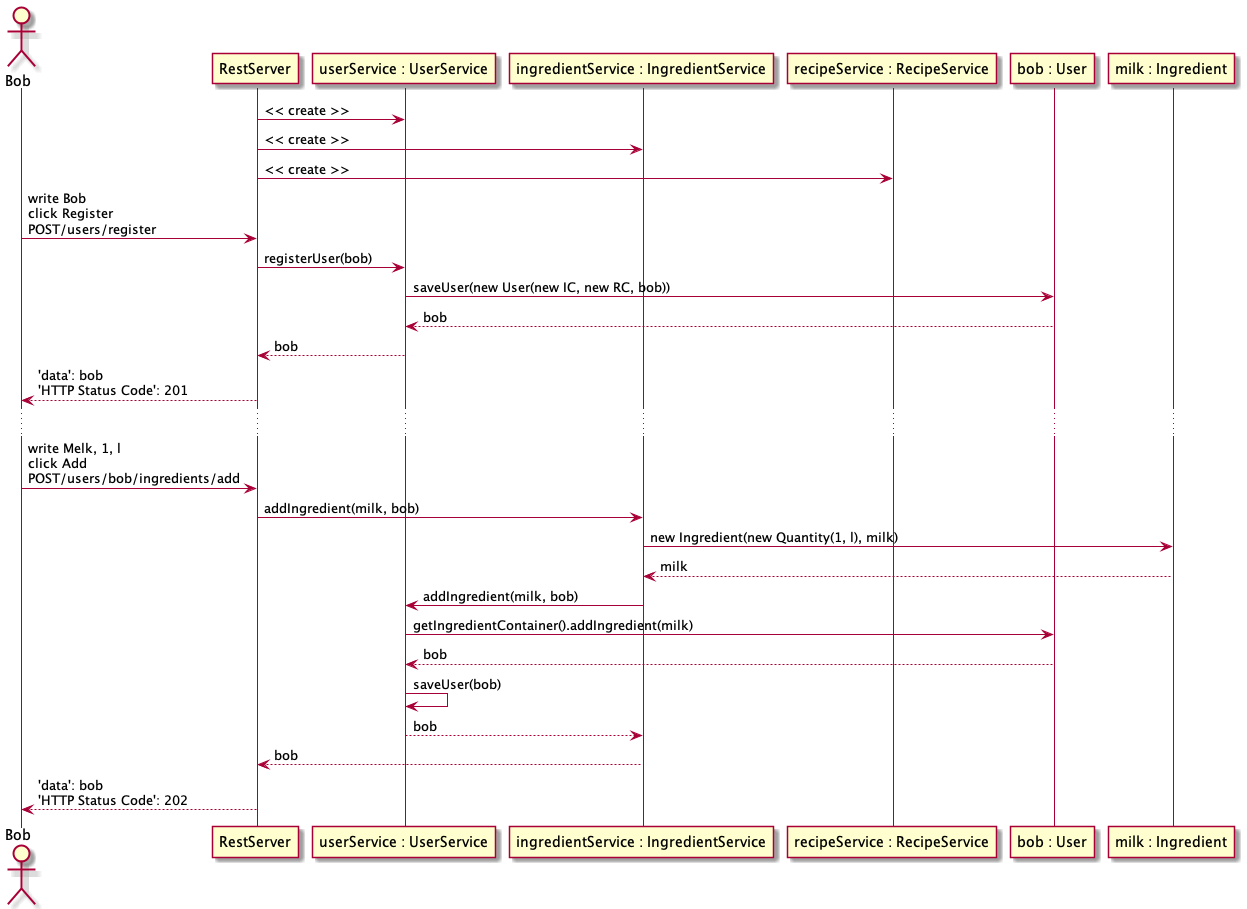 Bob
RestServer
userService : UserService
ingredientService : IngredientService
recipeService : RecipeService
bob : User
milk : Ingredient
<< create >>
<< create >>
<< create >>
write Bob
click Register
POST/users/register
registerUser(bob)
saveUser(new User(new IC, new RC, bob))
bob
bob
'data': bob
'HTTP Status Code': 201
write Melk, 1, l
click Add
POST/users/bob/ingredients/add
addIngredient(milk, bob)
new Ingredient(new Quantity(1, l), milk)
milk
addIngredient(milk, bob)
getIngredientContainer().addIngredient(milk)
bob
saveUser(bob)
bob
bob
'data': bob
'HTTP Status Code': 202
Bob
RestServer
userService : UserService
ingredientService : IngredientService
recipeService : RecipeService
bob : User
milk : Ingredient